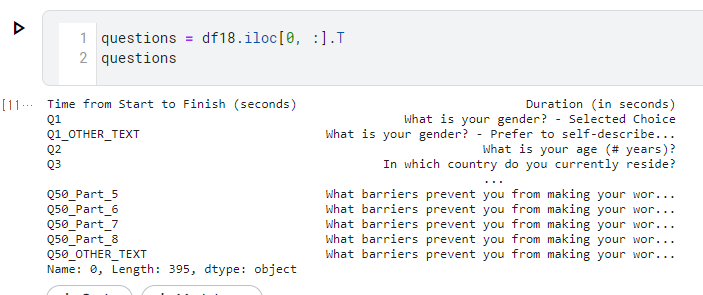 1 questions = df18.iloc[0, :].T
2 questions
[11...
Time from Start to Finish (seconds) Duration (in seconds)
Q1 What is your gender? - Selected Choice
Q1_OTHER_TEXT What is your gender? - Prefer to self-describe...
Q2 What is your age (# years)?
Q3 In which country do you currently reside?
...
Q50_Part_5 What barriers prevent you from making your wor...
Q50_Part_6 What barriers prevent you from making your wor...
Q50_Part_7 What barriers prevent you from making your wor...
Q50_Part_8 What barriers prevent you from making your wor...
Q50_OTHER_TEXT What barriers prevent you from making your wor...
Name: 0, Length: 395, dtype: object